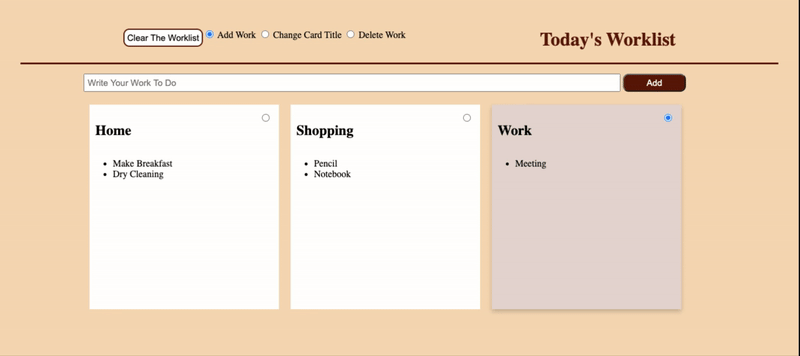 Clear The Worklist Add Work Change Card Title Delete Work
Today's Worklist
Write Your Work To Do
Add
Home
Make Breakfast
Dry Cleaning
Shopping
Pencil
Notebook
Work
Meeting